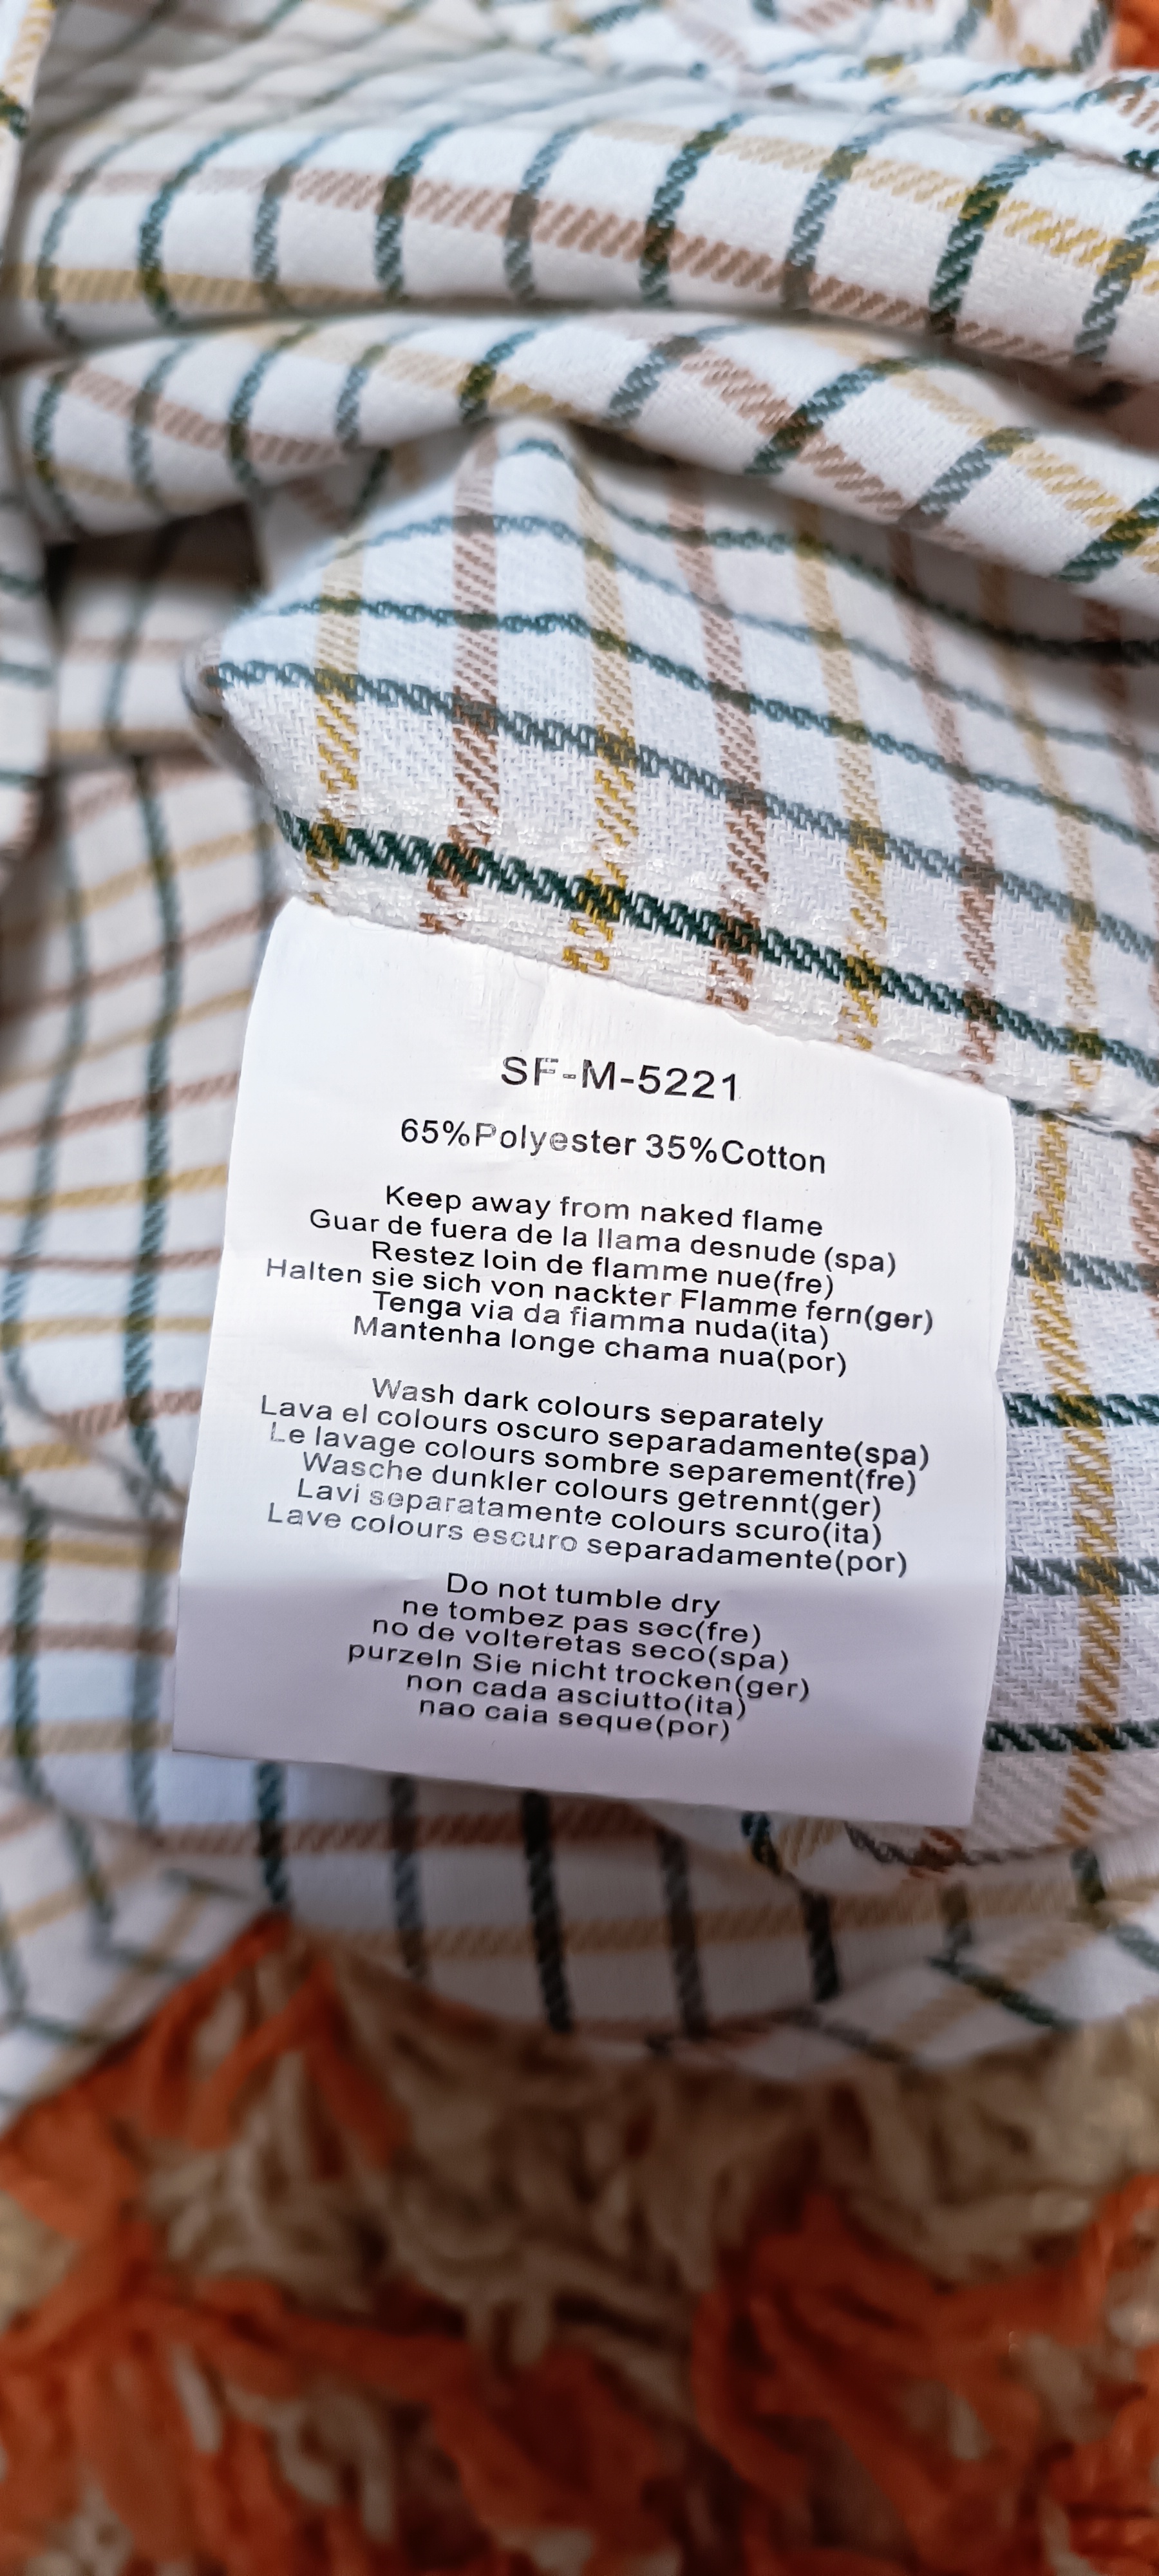 SF-M-5221
65%Polyester 35%Cotton
Keep away from naked flame
Guar de fuera de la llama desnude (spa)
Restez loin de flamme nue(fre)
Halten sie sich von nackter Flamme fern(ger)
Tenga via da fiamma nuda(ita)
Mantenha longe chama nua(por)
Wash dark colours separately
Lava el colours oscuro separadamente(spa)
Le lavage colours sombre separement(fre)
Wasche dunkler colours getrennt(ger)
Lavi separatamente colours scuro(ita)
Lave colours escuro separadamente(por)
Do not tumble dry
ne tombez pas sec(fre)
no de volteretas seco(spa)
purzeln Sie nicht trocken(ger)
non cada asciutto(ita)
nao caia seque(por)